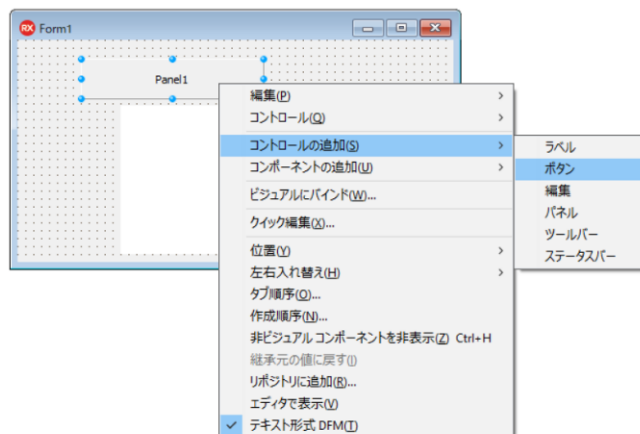 RX Form1
Panel1
編集(P)
コントロール(Q)
コントロールの追加(S)
コンポーネントの追加(U)
ビジュアルにバインド(W)...
クイック編集(X)...
位置(Y)
左右入れ替え(H)
タブ順序(O)...
作成順序(N)...
非ビジュアル コンポーネントを非表示(Z) Ctrl+H
継承元の値に戻す(I)
リポジトリに追加(R)...
エディタで表示(V)
テキスト形式 DFM(T)
ラベル
ボタン
編集
パネル
ツールバー
ステータスバー